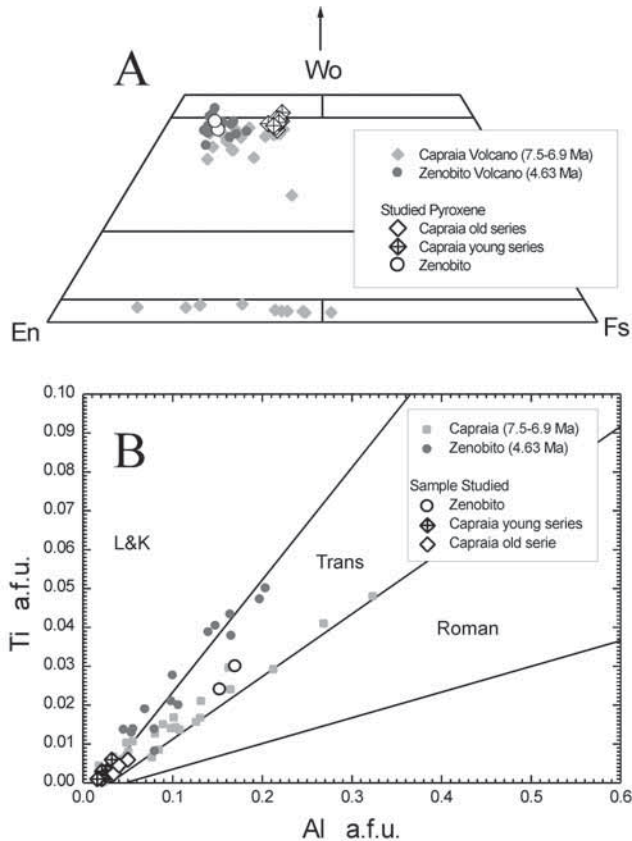 A
Wo
Capraia Volcano (7.5-6.9 Ma)
Zenobito Volcano (4.63 Ma)
Studied Pyroxene
Capraia old series
Capraia young series
Zenobito
En
Fs
0.10
0.09
0.08
0.07
0.06
0.05
0.04
0.03
0.02
0.01
0.00
Ti a.f.u.
B
Capraia (7.5-6.9 Ma)
Zenobito (4.63 Ma)
Sample Studied
Zenobito
Capraia young series
Capraia old serie
L&K
Trans
Roman
0.0
0.1
0.2
0.3
0.4
0.5
0.6
Al a.f.u.